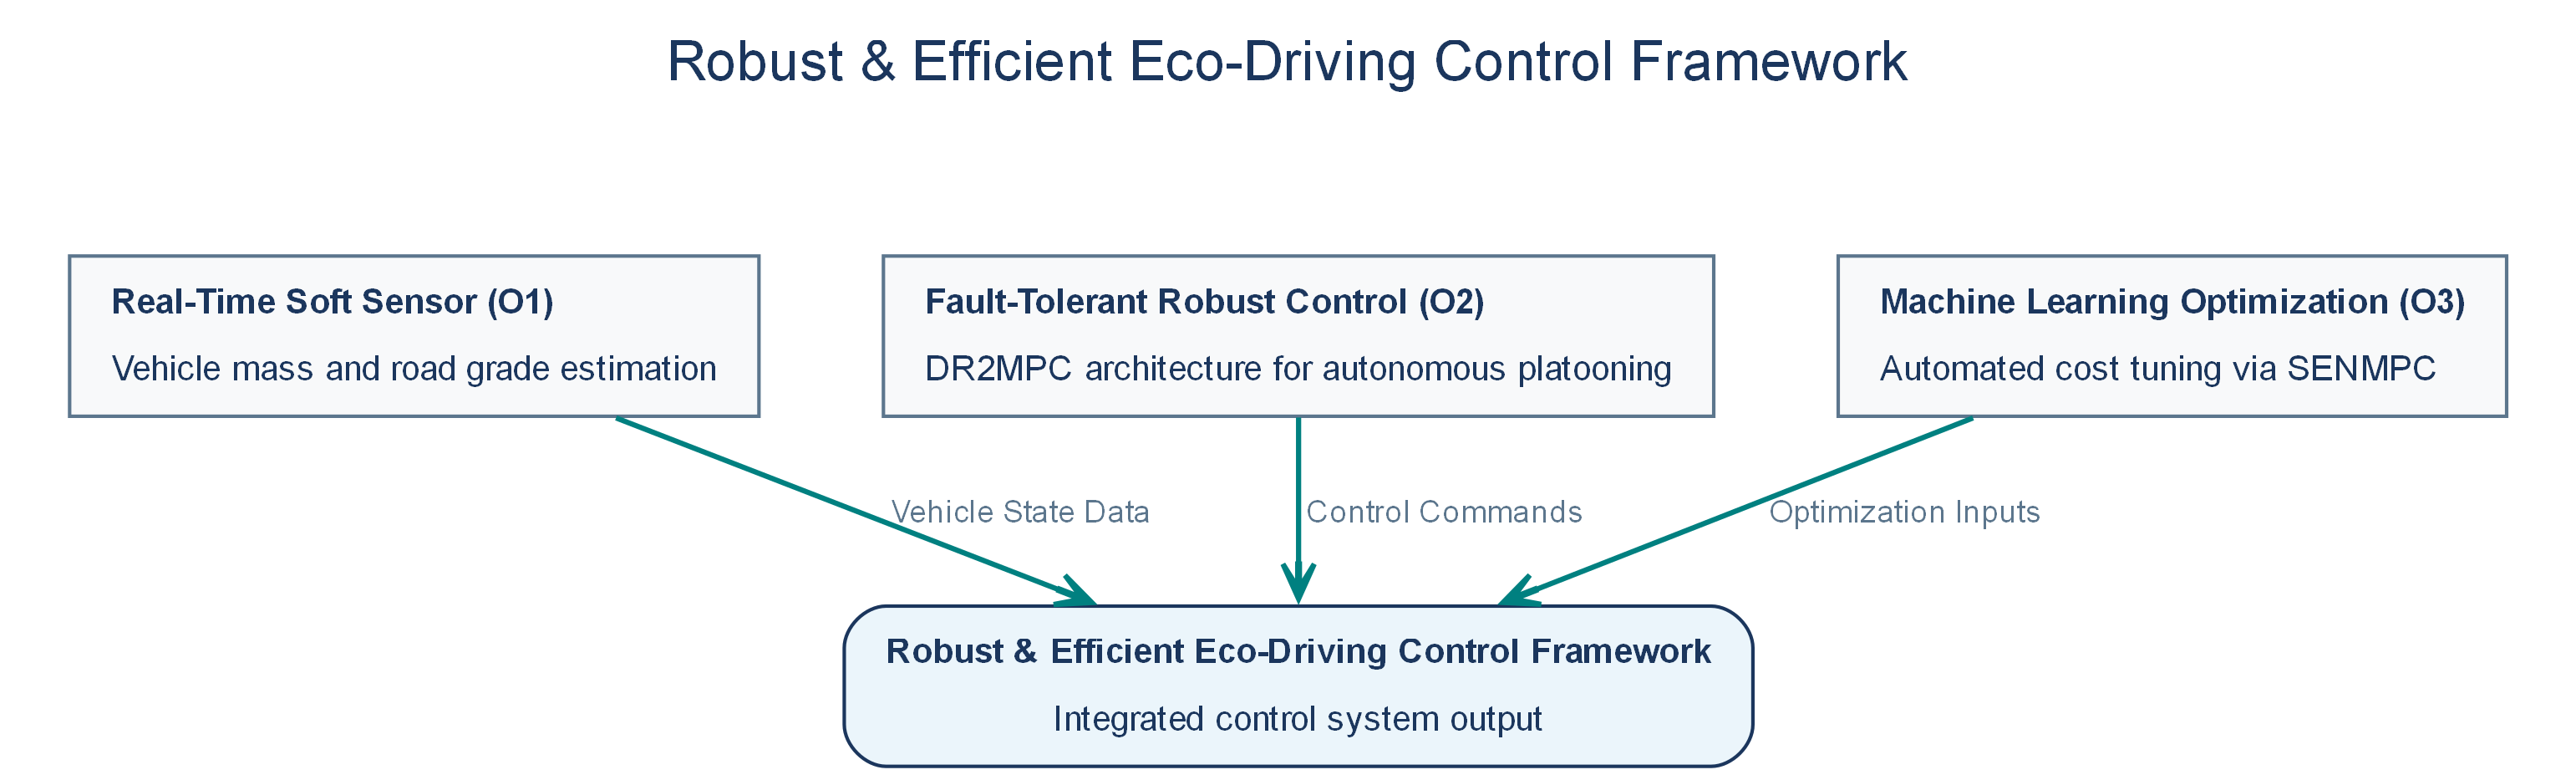 Robust & Efficient Eco-Driving Control Framework
Real-Time Soft Sensor (O1)
Vehicle mass and road grade estimation
Fault-Tolerant Robust Control (O2)
DR2MPC architecture for autonomous platooning
Machine Learning Optimization (O3)
Automated cost tuning via SENMPC
Vehicle State Data
Control Commands
Optimization Inputs
Robust & Efficient Eco-Driving Control Framework
Integrated control system output